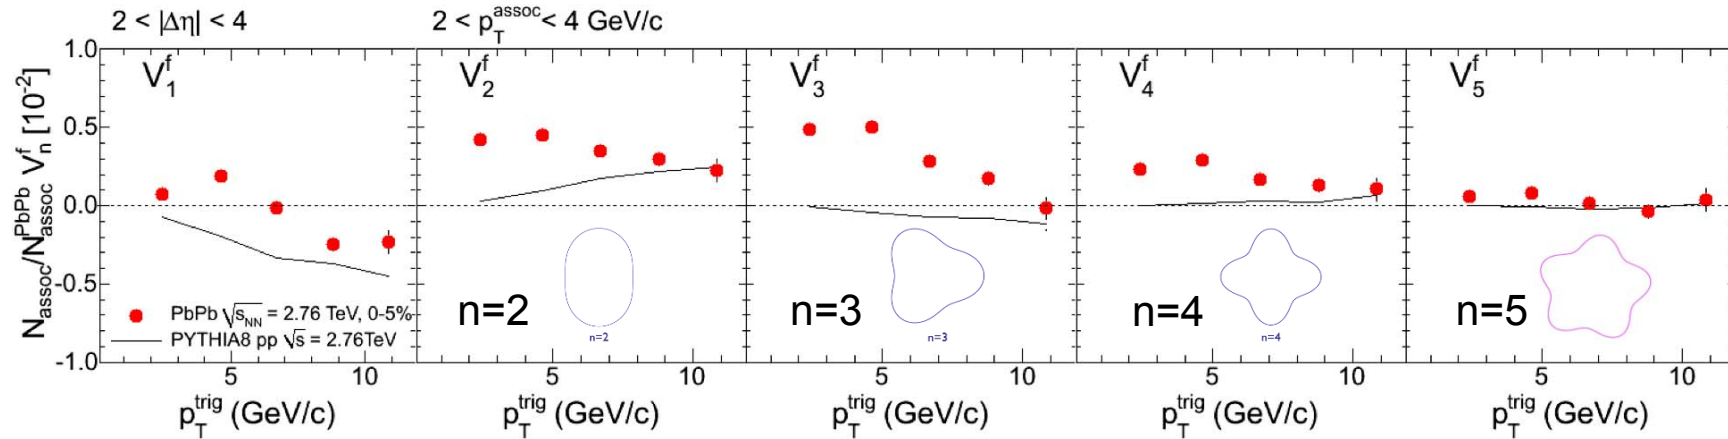 2 < |Δη| < 4
2 < p_T^assoc < 4 GeV/c
N_assoc/N_assoc^PbPb V_n^f [10^-2]
1.0
0.5
0.0
-0.5
-1.0
V_1^f
PbPb √s_NN = 2.76 TeV, 0-5%
PYTHIA8 pp √s = 2.76TeV
V_2^f
n=2
n=2
V_3^f
n=3
n=3
V_4^f
n=4
n=4
V_5^f
n=5
5
5 10
5 10
5 10
5 10
p_T^trig (GeV/c)
p_T^trig (GeV/c)
p_T^trig (GeV/c)
p_T^trig (GeV/c)
p_T^trig (GeV/c)